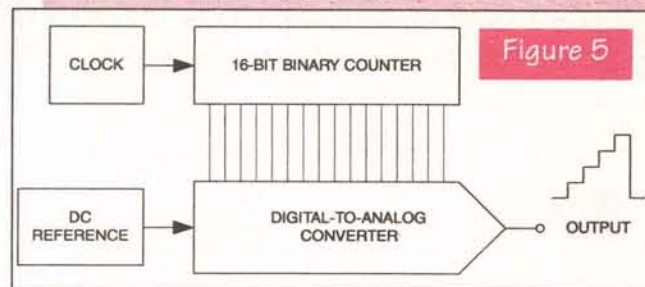 Figure 5
CLOCK
16-BIT BINARY COUNTER
DC
REFERENCE
DIGITAL-TO-ANALOG
CONVERTER
OUTPUT